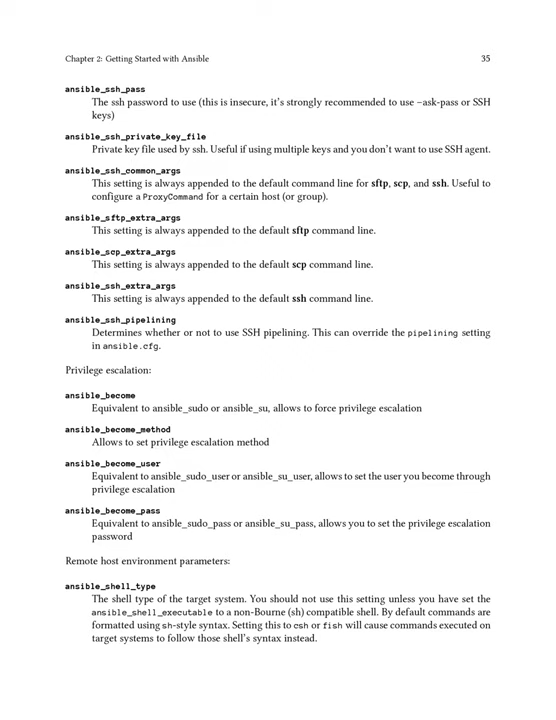 Chapter 2: Getting Started with Ansible 35
ansible_ssh_pass
The ssh password to use (this is insecure, it's strongly recommended to use –ask-pass or SSH
keys)
ansible_ssh_private_key_file
Private key file used by ssh. Useful if using multiple keys and you don't want to use SSH agent.
ansible_ssh_common_args
This setting is always appended to the default command line for sftp, scp, and ssh. Useful to
configure a ProxyCommand for a certain host (or group).
ansible_sftp_extra_args
This setting is always appended to the default sftp command line.
ansible_scp_extra_args
This setting is always appended to the default scp command line.
ansible_ssh_extra_args
This setting is always appended to the default ssh command line.
ansible_ssh_pipelining
Determines whether or not to use SSH pipelining. This can override the pipelining setting
in ansible.cfg.
Privilege escalation:
ansible_become
Equivalent to ansible_sudo or ansible_su, allows to force privilege escalation
ansible_become_method
Allows to set privilege escalation method
ansible_become_user
Equivalent to ansible_sudo_user or ansible_su_user, allows to set the user you become through
privilege escalation
ansible_become_pass
Equivalent to ansible_sudo_pass or ansible_su_pass, allows you to set the privilege escalation
password
Remote host environment parameters:
ansible_shell_type
The shell type of the target system. You should not use this setting unless you have set the
ansible_shell_executable to a non-Bourne (sh) compatible shell. By default commands are
formatted using sh-style syntax. Setting this to csh or fish will cause commands executed on
target systems to follow those shell's syntax instead.